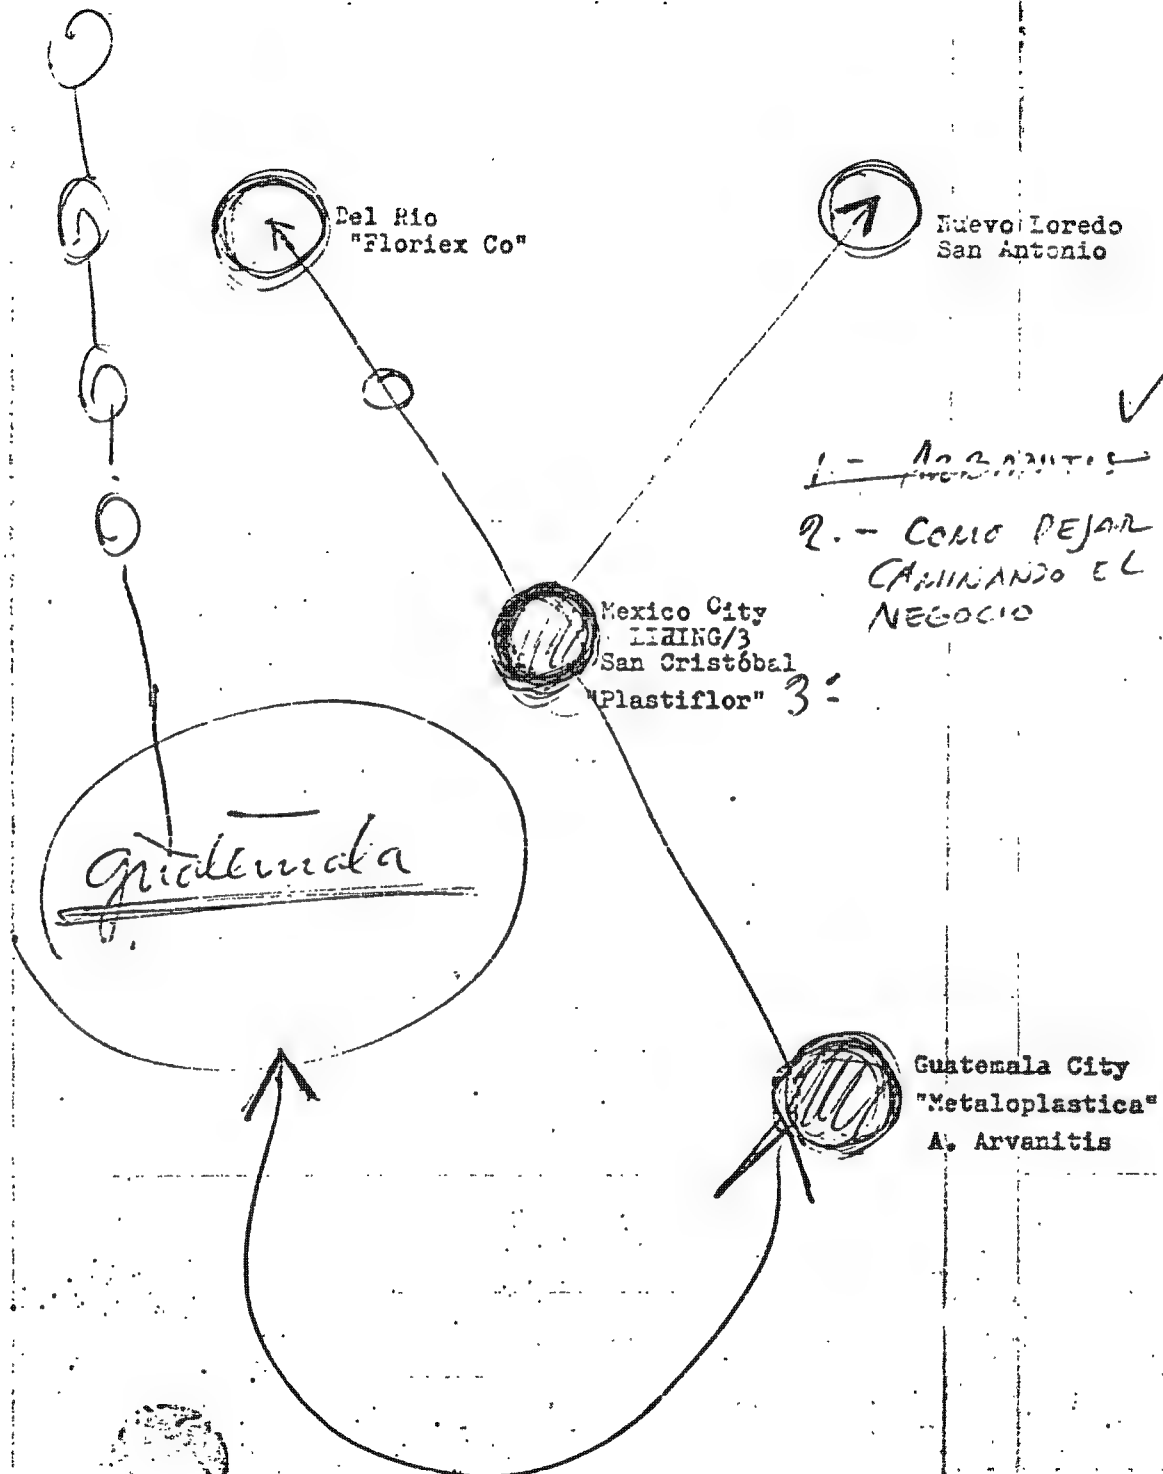 Del Rio
"Floriex Co"
Nuevo Loredo
San Antonio
1.-
2.- COMO DEJAR
CAMINANDO EL
NEGOCIO
Mexico City
San Cristóbal
"Plastiflor" 3-
Guatemala
Guatemala City
"Metaloplastica"
A. Arvanitis